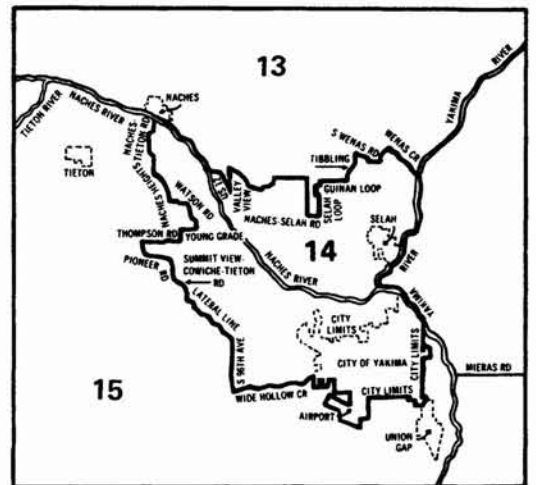 13
RIVER
YAKIMA
TIETON RIVER
NACHES RIVER
NACHES
NACHES-
TIETON RD
S WENAS RD
WENAS CR
TIBBLING
TIETON
NACHES HEIGHTS
WATSON RD
VALLEY
VIEW
GUINAN LOOP
SELAH
LOOP
NACHES-SELAH RD
SELAH
THOMPSON RD
YOUNG GRADE
14
PIONEER RD
SUMMIT VIEW-
COWICHE-TIETON
RD
NACHES RIVER
RIVER
YAKIMA
LATERAL LINE
CITY
LIMITS
S 96TH AVE
CITY OF YAKIMA
CITY LIMITS
MIERAS RD
15
WIDE HOLLOW CR
CITY LIMITS
AIRPORT
UNION
GAP